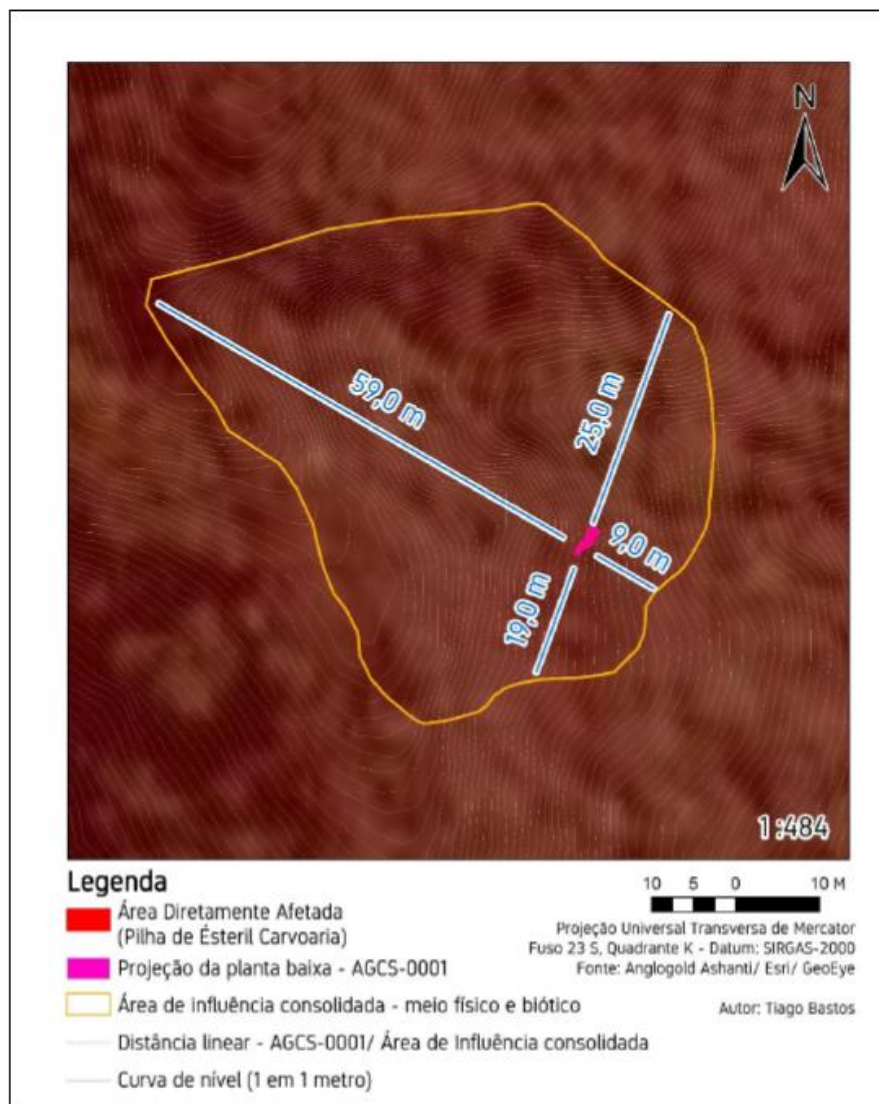 N
59,0 m
25,0 m
9,0 m
19,0 m
1:484
Legenda
Área Diretamente Afetada
(Pilha de Ésteril Carvoaria)
Projeção da planta baixa - AGCS-0001
Área de influência consolidada - meio físico e biótico
Distância linear - AGCS-0001/ Área de Influência consolidada
Curva de nível (1 em 1 metro)
10 5 0 10 M
Projeção Universal Transversa de Mercator
Fuso 23 S, Quadrante K - Datum: SIRGAS-2000
Fonte: Anglogold Ashanti/ Esri/ GeoEye
Autor: Tiago Bastos